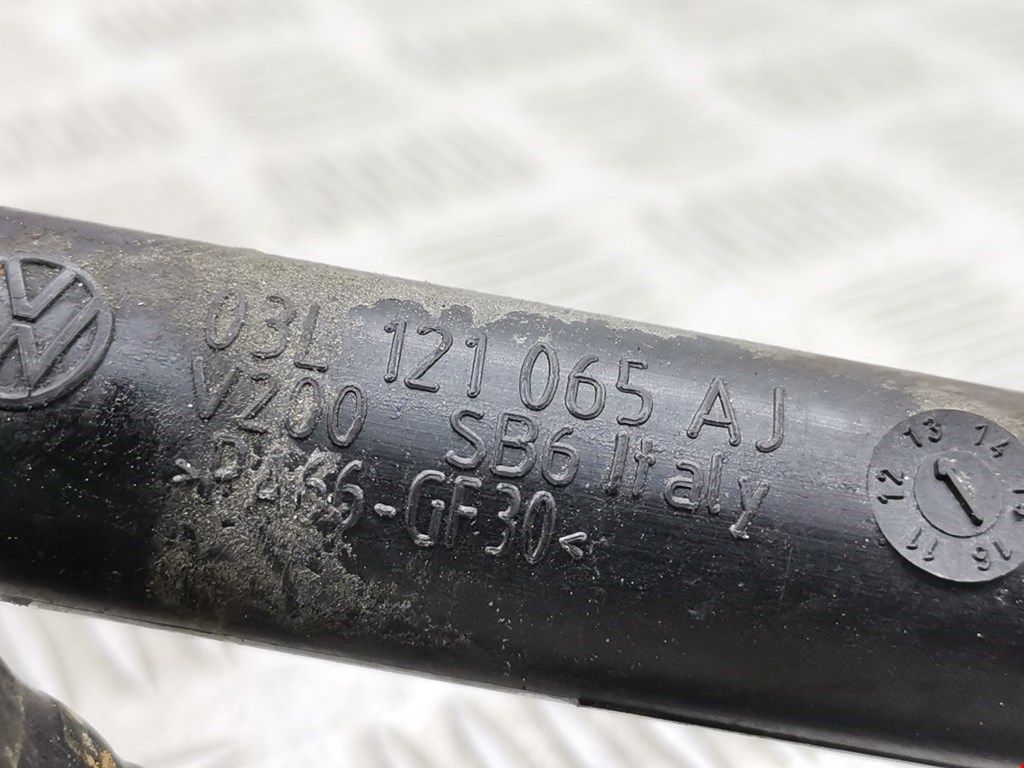 03L 121 065 AJ
V200 SB6 Italy
>PA66-GF30<
11 12 13 14 16